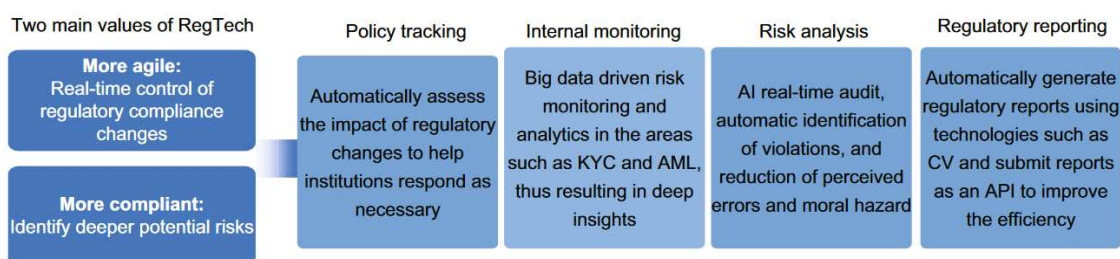 Two main values of RegTech
More agile:
Real-time control of
regulatory compliance
changes
More compliant:
Identify deeper potential risks
Policy tracking
Automatically assess
the impact of regulatory
changes to help
institutions respond as
necessary
Internal monitoring
Big data driven risk
monitoring and
analytics in the areas
such as KYC and AML,
thus resulting in deep
insights
Risk analysis
AI real-time audit,
automatic identification
of violations, and
reduction of perceived
errors and moral hazard
Regulatory reporting
Automatically generate
regulatory reports using
technologies such as
CV and submit reports
as an API to improve
the efficiency